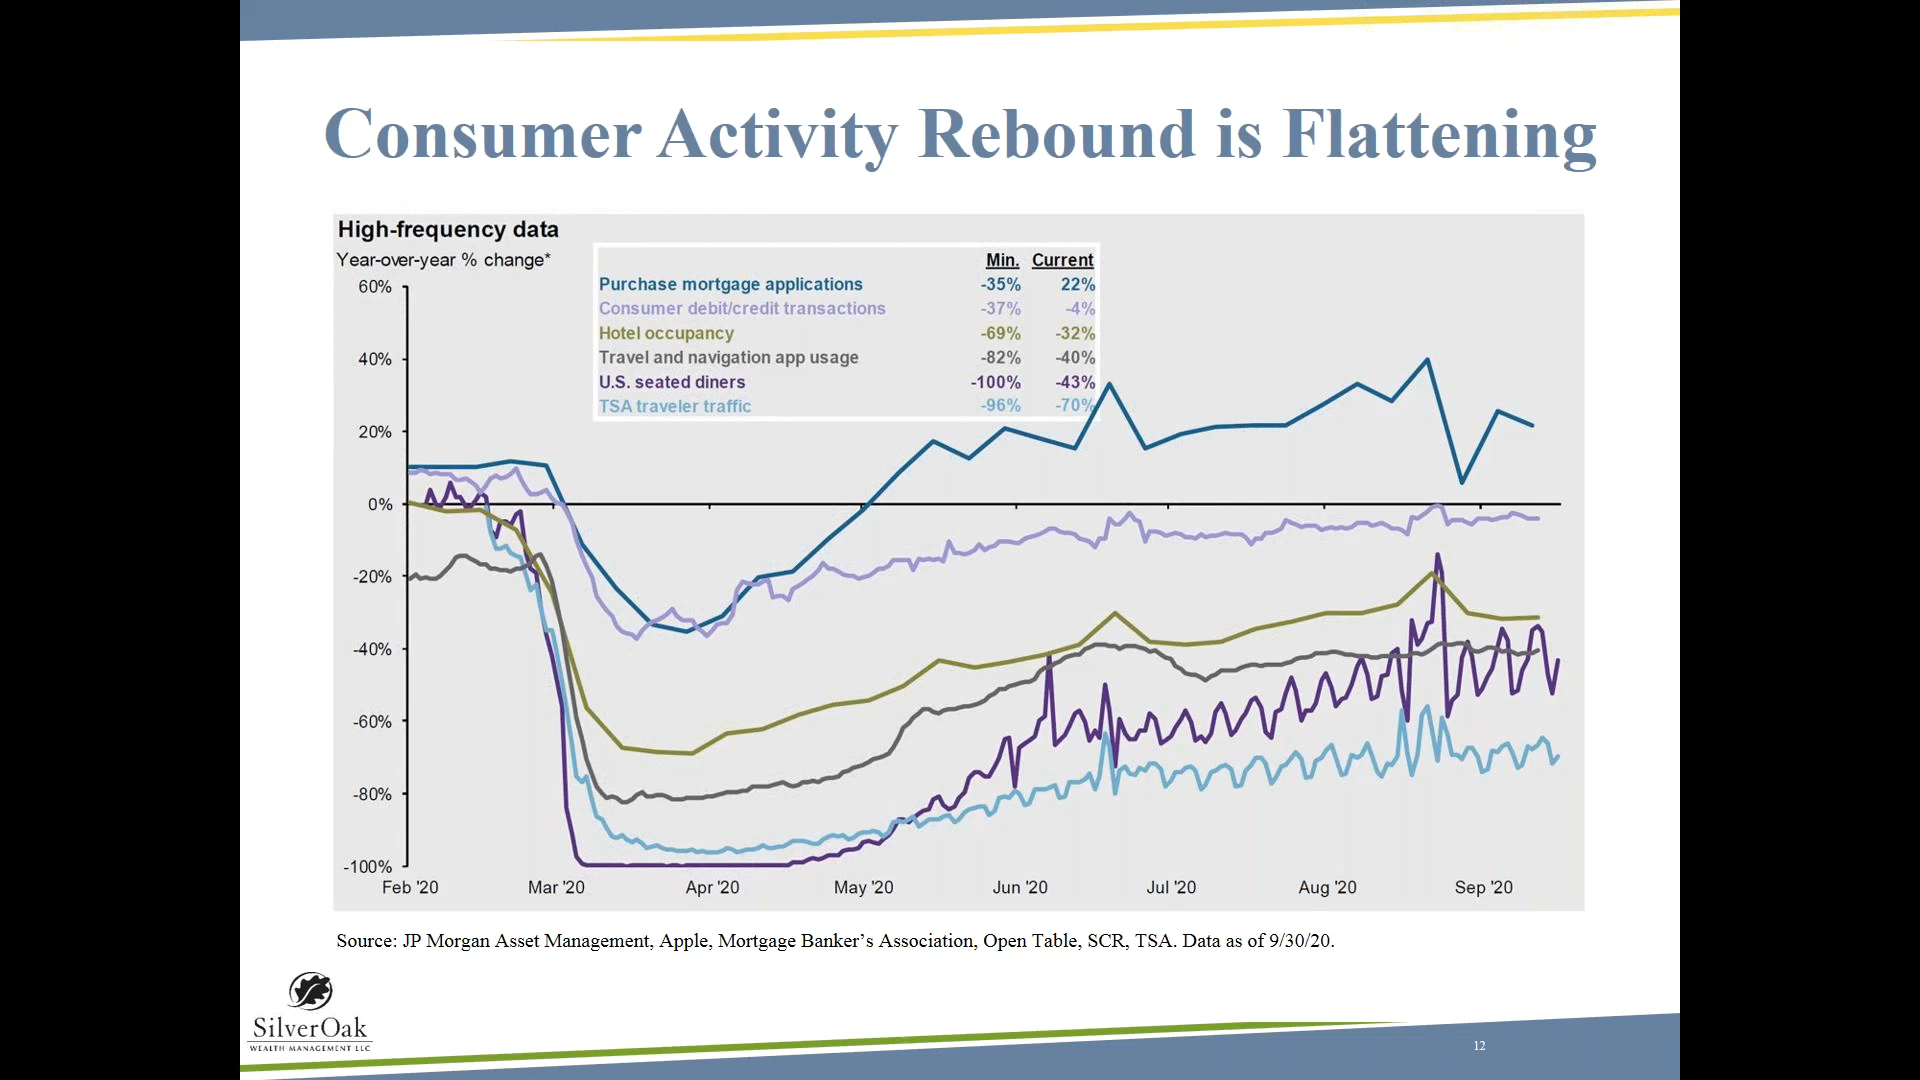 Consumer Activity Rebound is Flattening
High-frequency data
Year-over-year % change*
Min. Current
Purchase mortgage applications -35% 22%
Consumer debit/credit transactions -37% -4%
Hotel occupancy -69% -32%
Travel and navigation app usage -82% -40%
U.S. seated diners -100% -43%
TSA traveler traffic -96% -70%
60%
40%
20%
0%
-20%
-40%
-60%
-80%
-100%
Feb '20 Mar '20 Apr '20 May '20 Jun '20 Jul '20 Aug '20 Sep '20
Source: JP Morgan Asset Management, Apple, Mortgage Banker’s Association, Open Table, SCR, TSA. Data as of 9/30/20.
SilverOak
WEALTH MANAGEMENT LLC
12